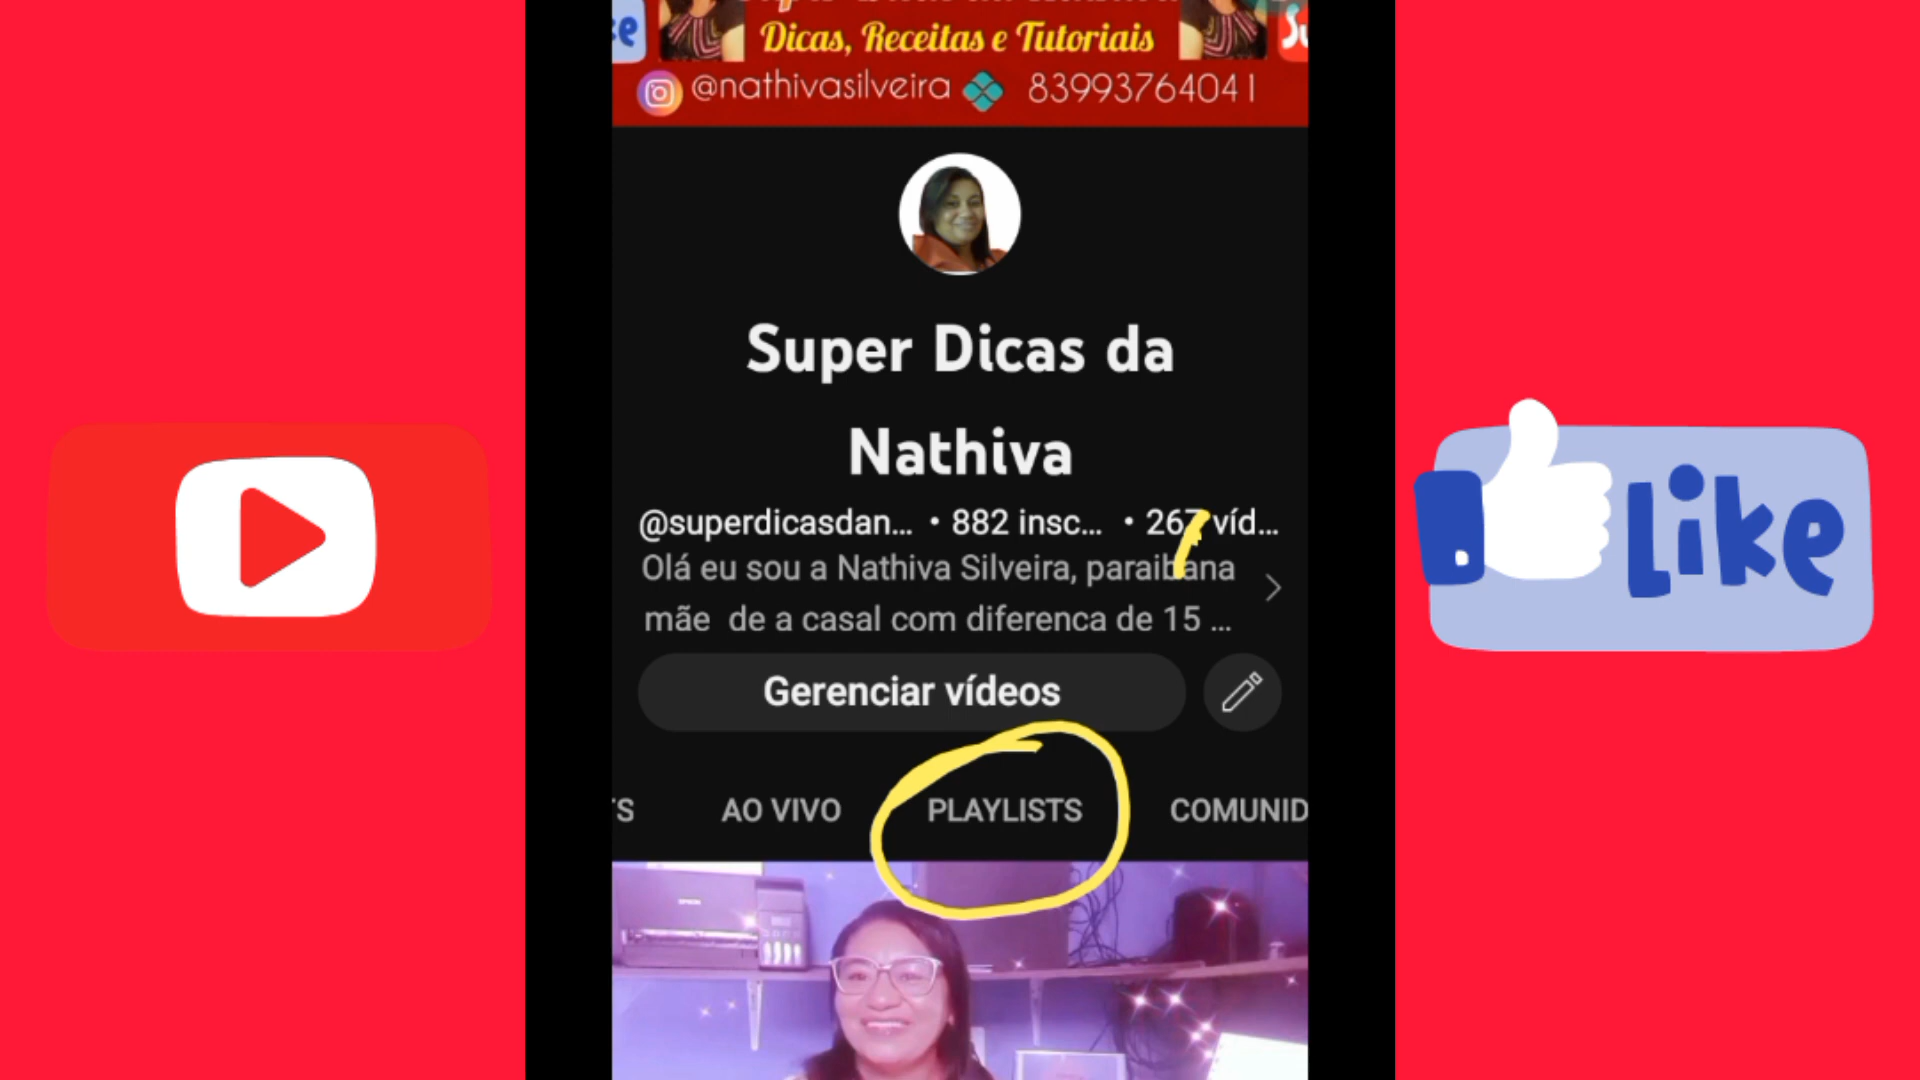 Dicas, Receitas e Tutoriais
@nathivasilveira 83993764041
Super Dicas da
Nathiva
@superdicasdan... • 882 insc... • 267 víd...
Olá eu sou a Nathiva Silveira, paraibana
mãe de a casal com diferenca de 15 ...
Gerenciar vídeos
AO VIVO PLAYLISTS COMUNID
EPSON
Like